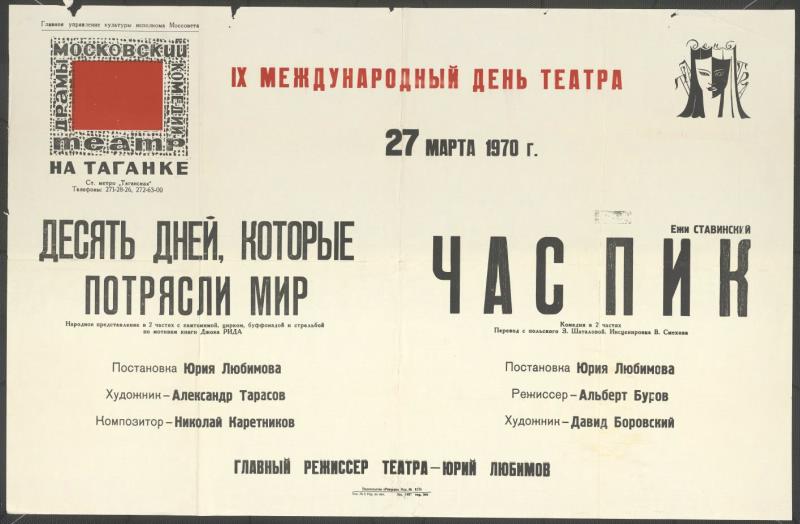 Главное управление культуры исполкома Моссовета
МОСКОВСКИЙ
ДРАМЫ
КОМЕДИИ
театр
НА ТАГАНКЕ
Ст. метро „Таганская"
Телефоны: 271-28-26, 272-63-00
IX МЕЖДУНАРОДНЫЙ ДЕНЬ ТЕАТРА
27 МАРТА 1970 г.
ДЕСЯТЬ ДНЕЙ, КОТОРЫЕ
ПОТРЯСЛИ МИР
Народное представление в 2 частях с пантомимой, цирком, буффонадой и стрельбой
по мотивам книги Джона РИДА
Постановка Юрия Любимова
Художник – Александр Тарасов
Композитор – Николай Каретников
Ежи СТАВИНСКИЙ
ЧАС ПИК
Комедия в 2 частях
Перевод с польского З. Шаталовой. Инсценировка В. Смехова
Постановка Юрия Любимова
Режиссер – Альберт Буров
Художник – Давид Боровский
ГЛАВНЫЙ РЕЖИССЕР ТЕАТРА – ЮРИЙ ЛЮБИМОВ